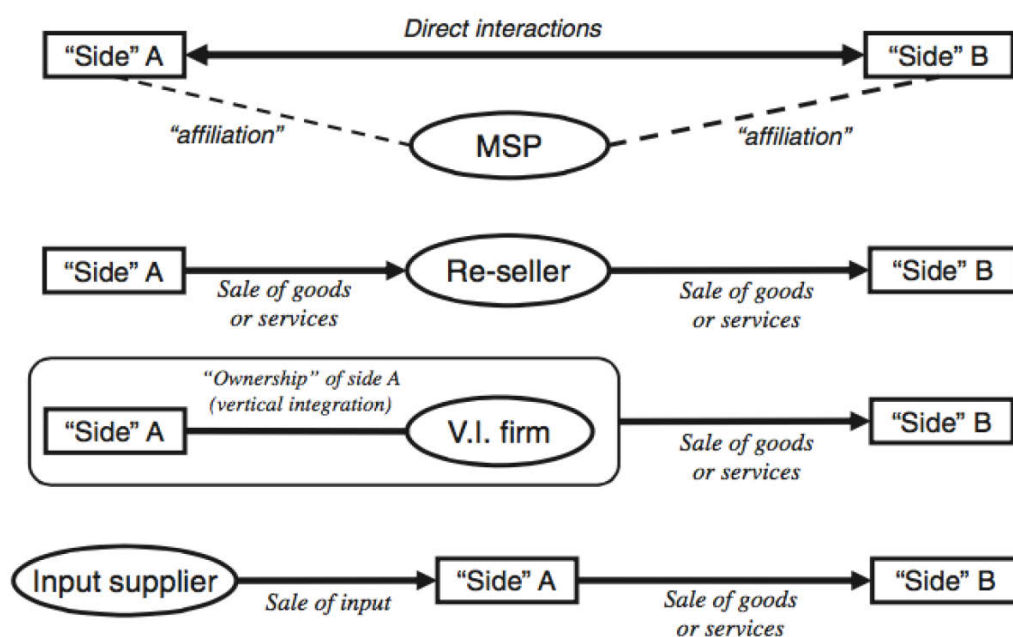 Direct interactions
“Side” A
“Side” B
“affiliation”
MSP
“affiliation”
“Side” A
Re-seller
“Side” B
Sale of goods
or services
Sale of goods
or services
“Ownership” of side A
(vertical integration)
“Side” A
V.I. firm
“Side” B
Sale of goods
or services
Input supplier
“Side” A
“Side” B
Sale of input
Sale of goods
or services